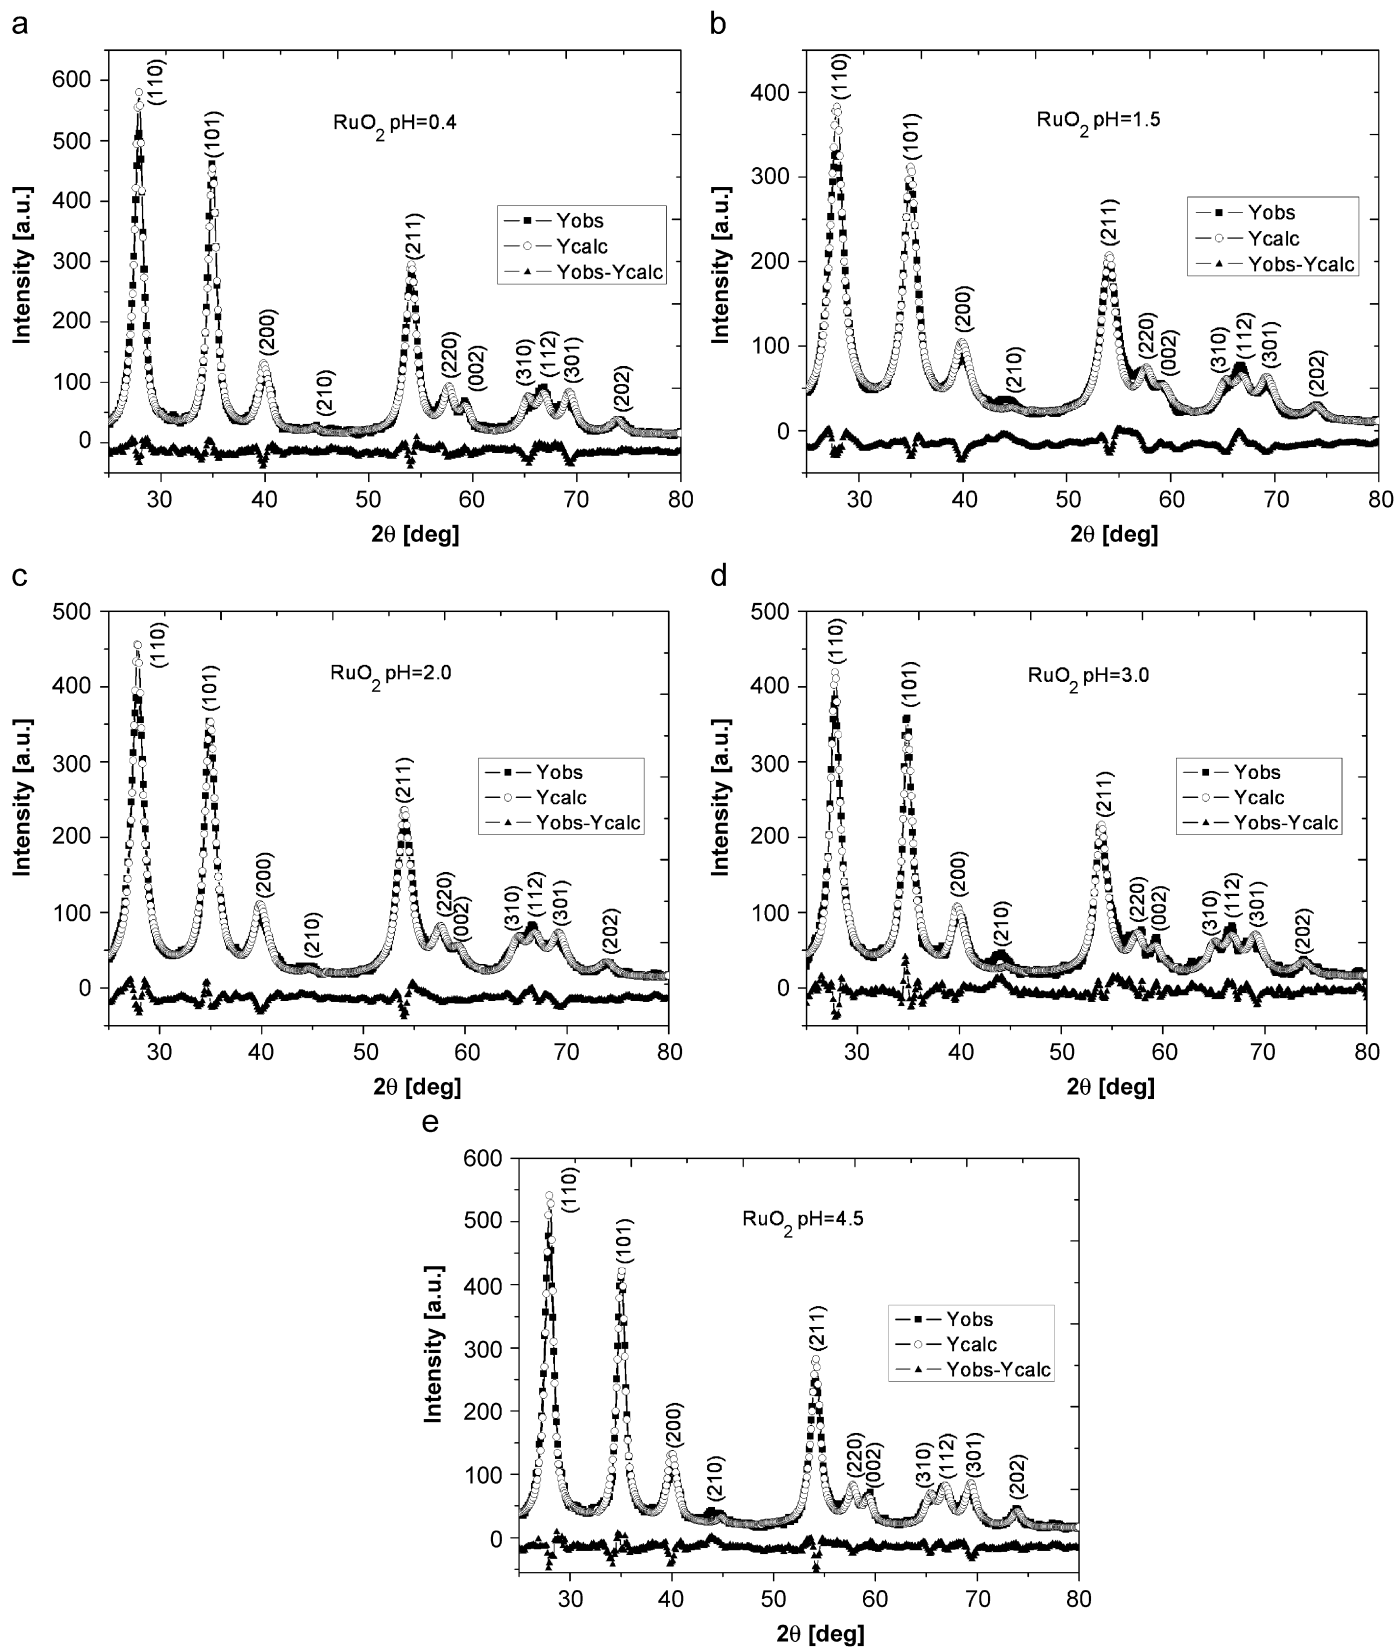 a
RuO2 pH=0.4
Intensity [a.u.]
600
500
400
300
200
100
0
(110)
(101)
(200)
(210)
(211)
(220)
(002)
(310)
(112)
(301)
(202)
Yobs
Ycalc
Yobs-Ycalc
30 40 50 60 70 80
2θ [deg]
b
RuO2 pH=1.5
Intensity [a.u.]
400
300
200
100
0
(110)
(101)
(200)
(210)
(211)
(220)
(002)
(310)
(112)
(301)
(202)
Yobs
Ycalc
Yobs-Ycalc
30 40 50 60 70 80
2θ [deg]
c
RuO2 pH=2.0
Intensity [a.u.]
500
400
300
200
100
0
(110)
(101)
(200)
(210)
(211)
(220)
(002)
(310)
(112)
(301)
(202)
Yobs
Ycalc
Yobs-Ycalc
30 40 50 60 70 80
2θ [deg]
d
RuO2 pH=3.0
Intensity [a.u.]
500
400
300
200
100
0
(110)
(101)
(200)
(210)
(211)
(220)
(002)
(310)
(112)
(301)
(202)
Yobs
Ycalc
Yobs-Ycalc
30 40 50 60 70 80
2θ [deg]
e
RuO2 pH=4.5
Intensity [a.u.]
600
500
400
300
200
100
0
(110)
(101)
(200)
(210)
(211)
(220)
(002)
(310)
(112)
(301)
(202)
Yobs
Ycalc
Yobs-Ycalc
30 40 50 60 70 80
2θ [deg]